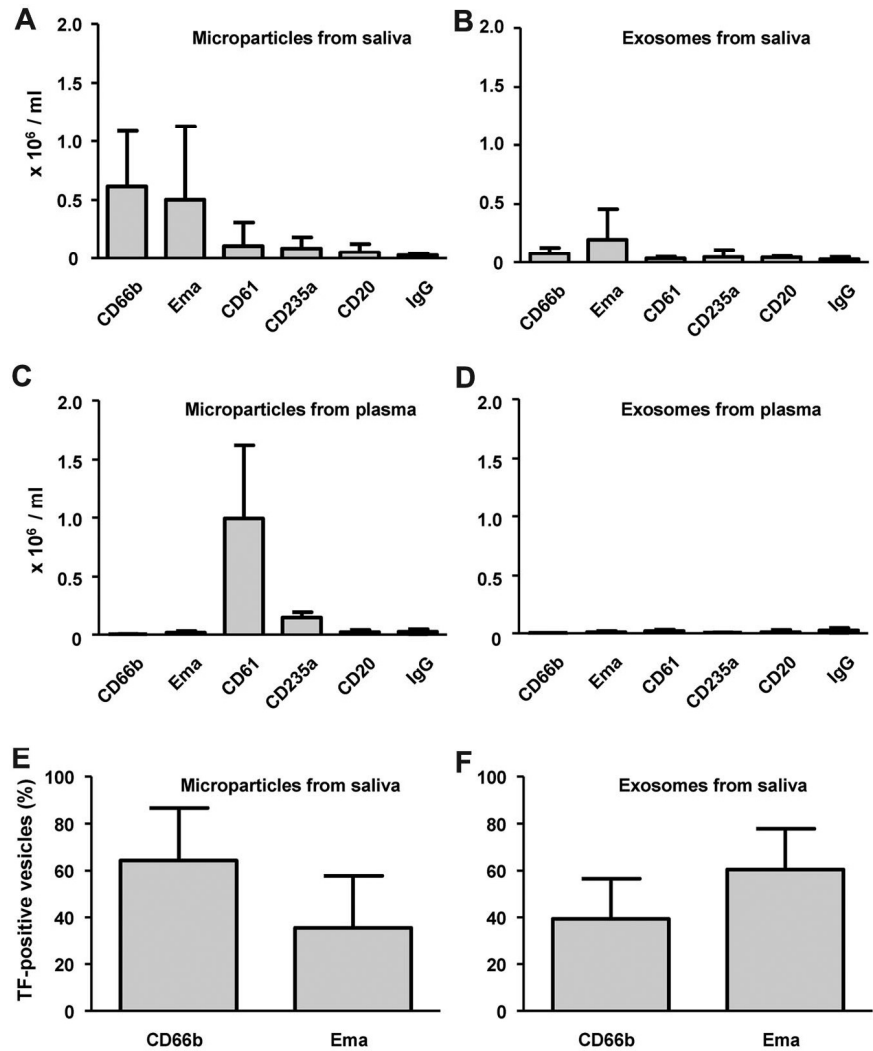 A
Microparticles from saliva
2.0
1.5
1.0
0.5
0
x 10⁶ / ml
CD66b
Ema
CD61
CD235a
CD20
IgG
B
Exosomes from saliva
2.0
1.5
1.0
0.5
0
CD66b
Ema
CD61
CD235a
CD20
IgG
C
Microparticles from plasma
2.0
1.5
1.0
0.5
0
x 10⁶ / ml
CD66b
Ema
CD61
CD235a
CD20
IgG
D
Exosomes from plasma
2.0
1.5
1.0
0.5
0
CD66b
Ema
CD61
CD235a
CD20
IgG
E
Microparticles from saliva
100
80
60
40
20
0
TF-positive vesicles (%)
CD66b
Ema
F
Exosomes from saliva
100
80
60
40
20
0
CD66b
Ema